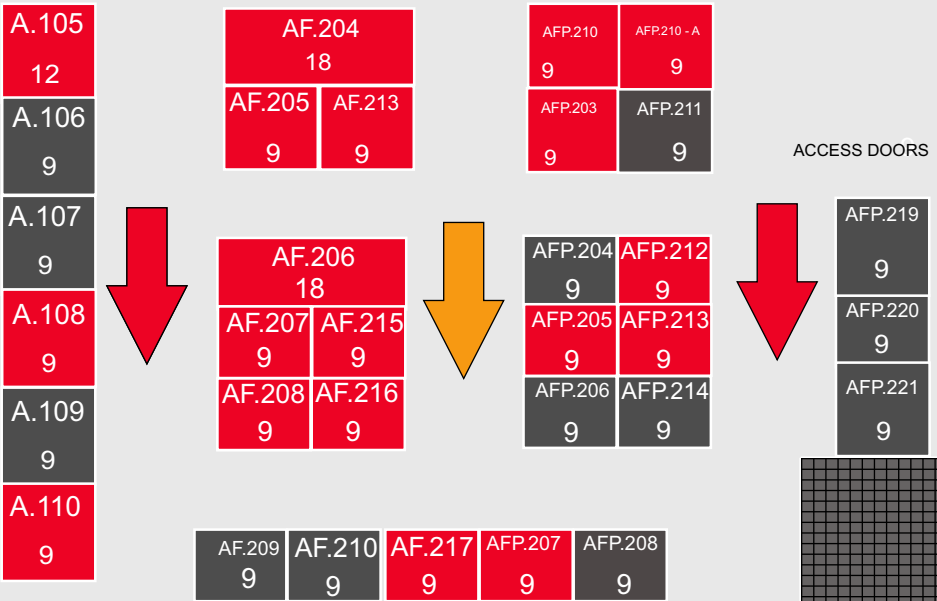 A.105
12
A.106
9
A.107
9
A.108
9
A.109
9
A.110
9
AF.204
18
AF.205
9
AF.213
9
AFP.210
9
AFP.210 - A
9
AFP.203
9
AFP.211
9
ACCESS DOORS
AF.206
18
AF.207
9
AF.215
9
AF.208
9
AF.216
9
AFP.204
9
AFP.212
9
AFP.205
9
AFP.213
9
AFP.206
9
AFP.214
9
AFP.219
9
AFP.220
9
AFP.221
9
AF.209
9
AF.210
9
AF.217
9
AFP.207
9
AFP.208
9